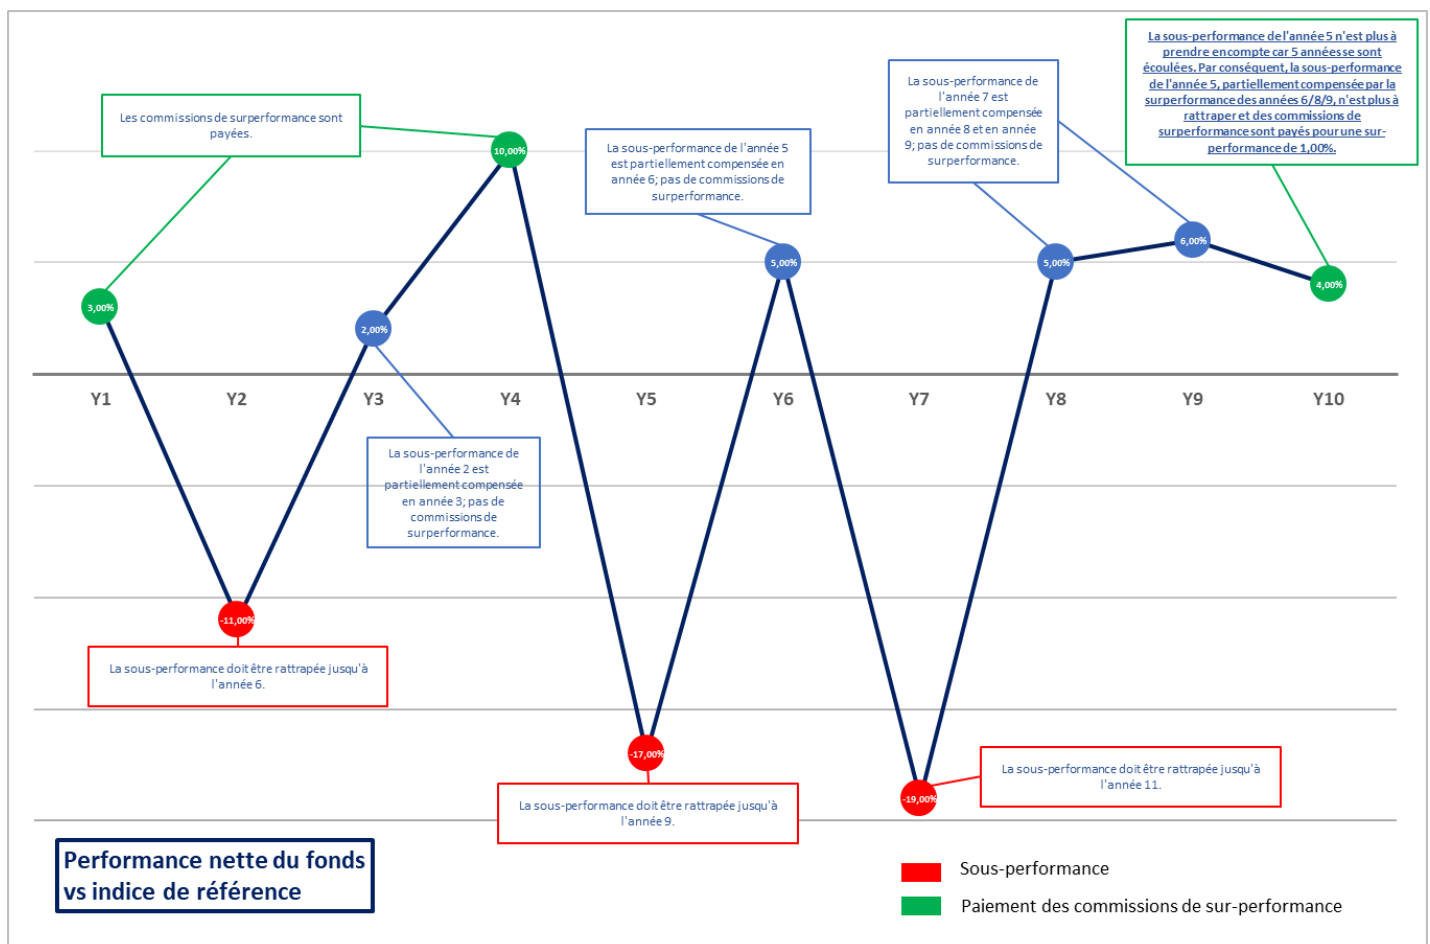 La sous-performance de l'année 5 n'est plus à
prendre en compte car 5 années se sont
écoulées. Par conséquent, la sous-performance
de l'année 5, partiellement compensée par la
surperformance des années 6/8/9, n'est plus à
rattraper et des commissions de
surperformance sont payés pour une sur-
performance de 1,00%.
La sous-performance de
l'année 7 est
partiellement compensée
en année 8 et en année
9; pas de commissions de
surperformance.
Les commissions de surperformance sont
payées.
La sous-performance de l'année 5
est partiellement compensée en
année 6; pas de commissions de
surperformance.
3,00%
-11,00%
2,00%
10,00%
-17,00%
5,00%
-19,00%
5,00%
6,00%
4,00%
Y1
Y2
Y3
Y4
Y5
Y6
Y7
Y8
Y9
Y10
La sous-performance de
l'année 2 est
partiellement compensée
en année 3; pas de
commissions de
surperformance.
La sous-performance doit être rattrapée jusqu'à
l'année 6.
La sous-performance doit être rattrapée jusqu'à
l'année 9.
La sous-performance doit être rattrapée jusqu'à
l'année 11.
Performance nette du fonds
vs indice de référence
Sous-performance
Paiement des commissions de sur-performance